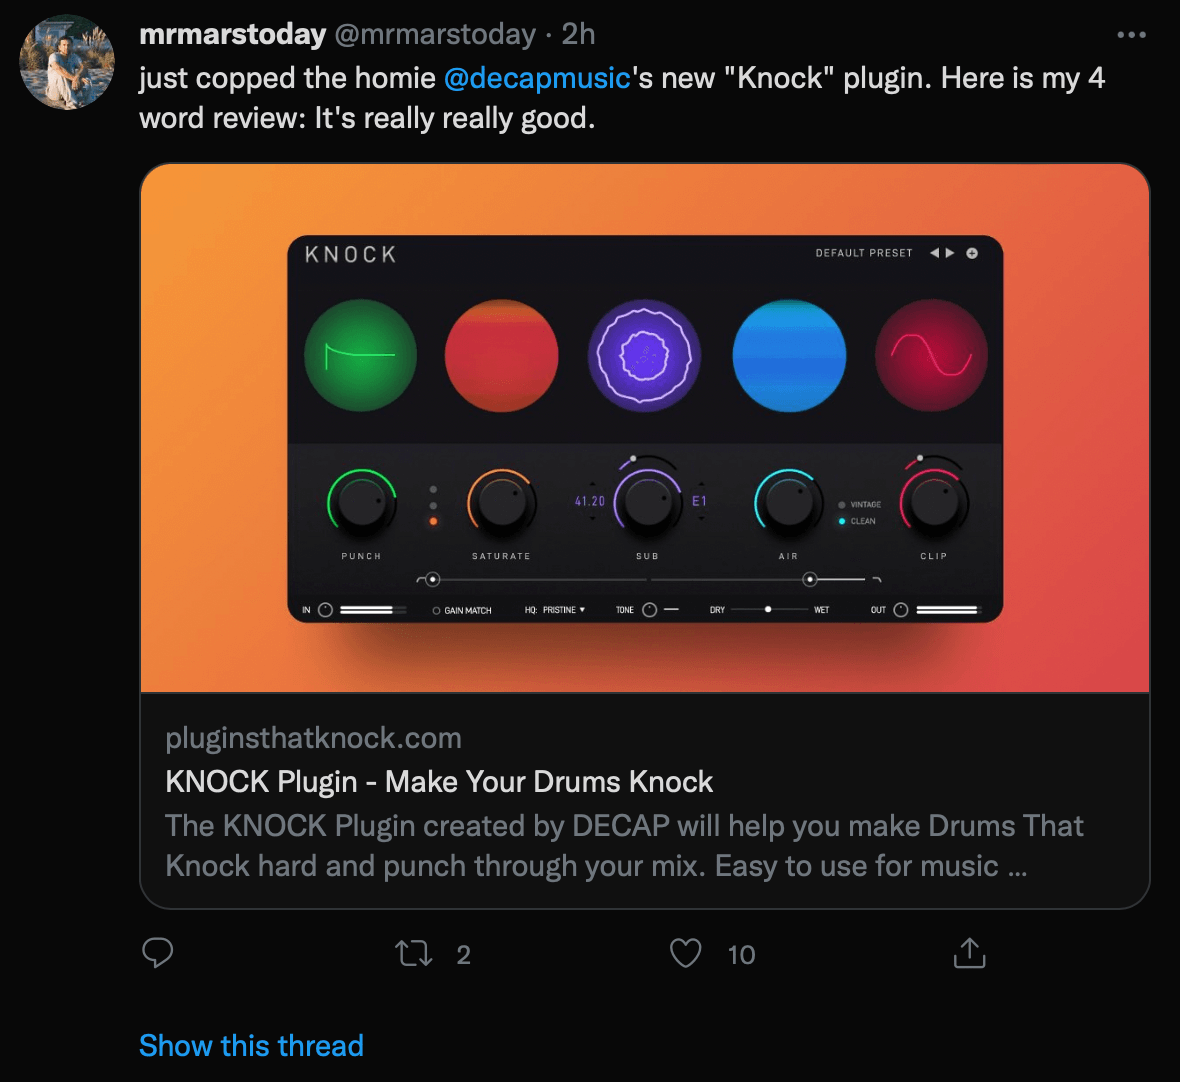 mrmarstoday @mrmarstoday · 2h
just copped the homie @decapmusic's new "Knock" plugin. Here is my 4
word review: It's really really good.
KNOCK
DEFAULT PRESET
41.20
E1
VINTAGE
CLEAN
PUNCH
SATURATE
SUB
AIR
CLIP
IN
GAIN MATCH
HQ: PRISTINE
TONE
DRY
WET
OUT
pluginsthatknock.com
KNOCK Plugin - Make Your Drums Knock
The KNOCK Plugin created by DECAP will help you make Drums That
Knock hard and punch through your mix. Easy to use for music ...
2
10
Show this thread